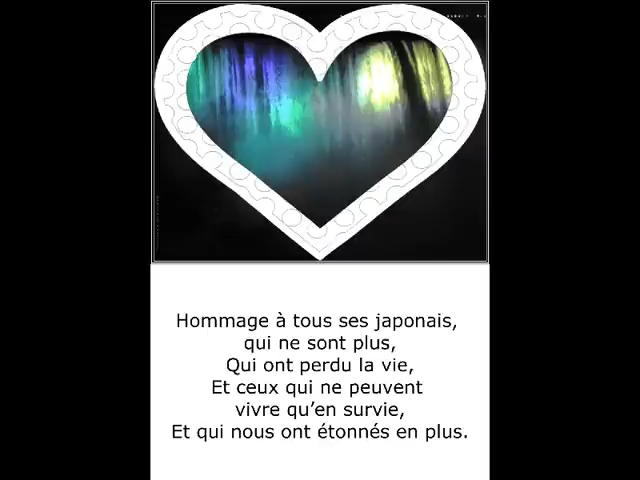 Hommage à tous ses japonais,
qui ne sont plus,
Qui ont perdu la vie,
Et ceux qui ne peuvent
vivre qu’en survie,
Et qui nous ont étonnés en plus.